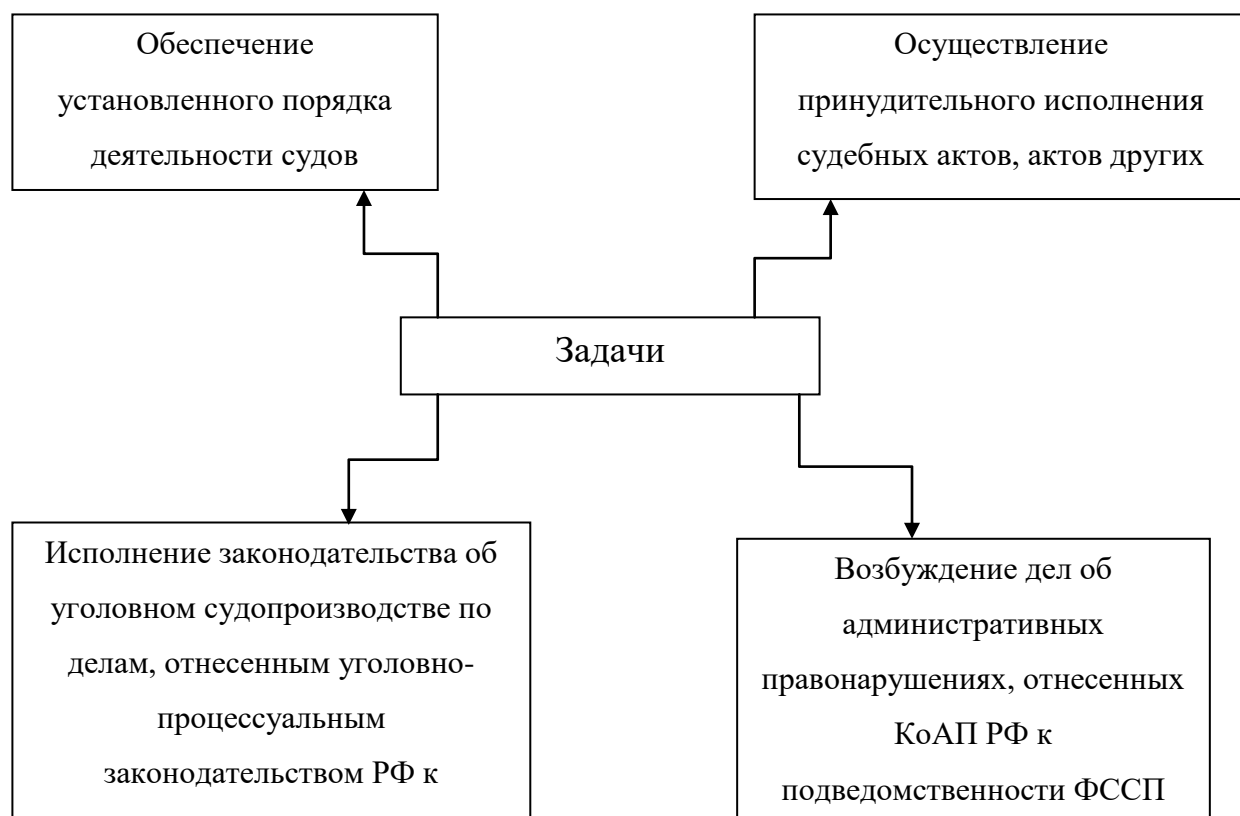 Обеспечение
установленного порядка
деятельности судов
Осуществление
принудительного исполнения
судебных актов, актов других
Задачи
Исполнение законодательства об
уголовном судопроизводстве по
делам, отнесенным уголовно-
процессуальным
законодательством РФ к
Возбуждение дел об
административных
правонарушениях, отнесенных
КоАП РФ к
подведомственности ФССП